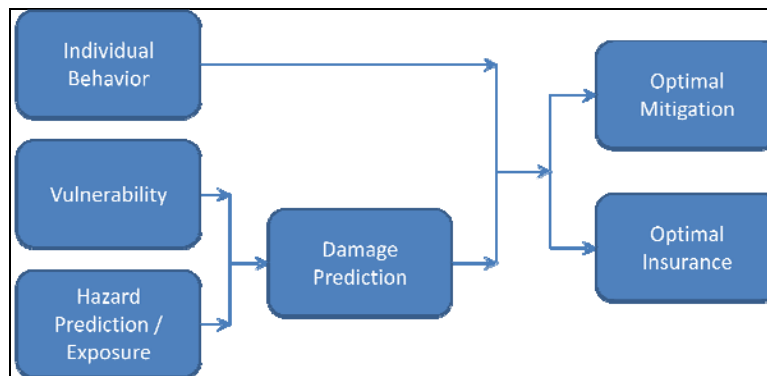 Individual
Behavior
Vulnerability
Hazard
Prediction /
Exposure
Damage
Prediction
Optimal
Mitigation
Optimal
Insurance